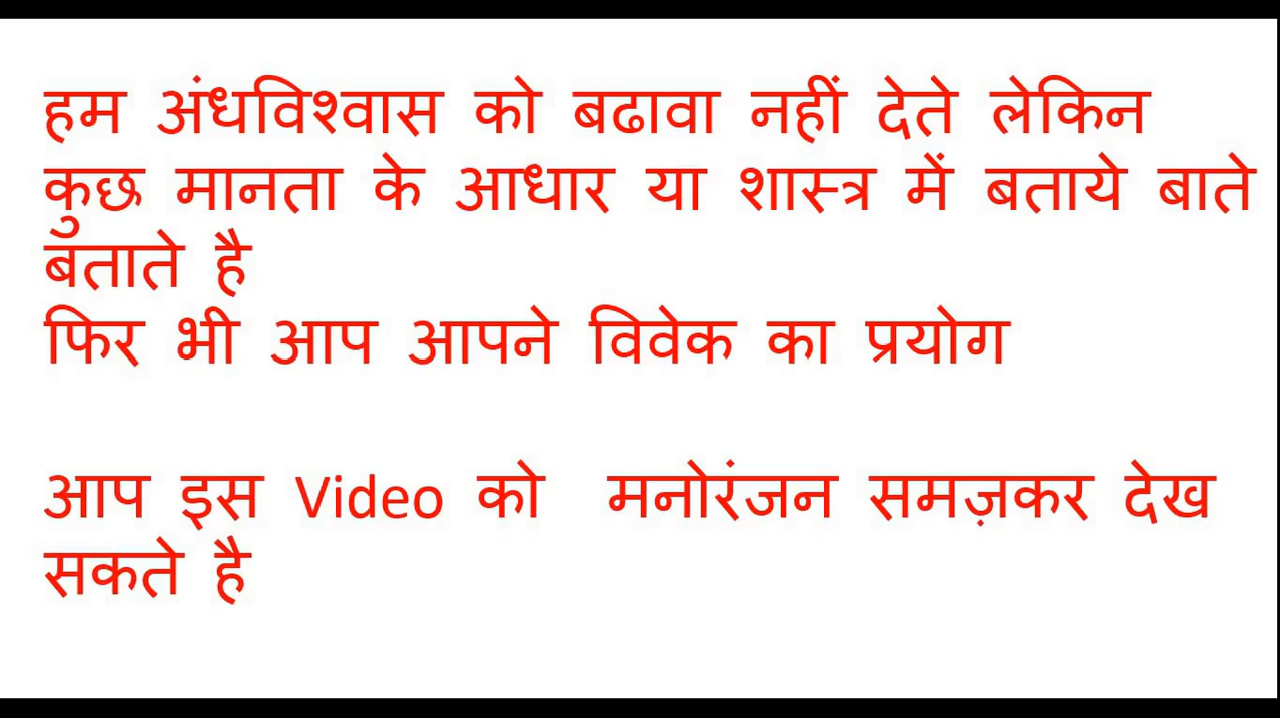 हम अंधविश्वास को बढावा नहीं देते लेकिन
कुछ मानता के आधार या शास्त्र में बताये बाते
बताते है
फिर भी आप आपने विवेक का प्रयोग
आप इस Video को मनोरंजन समज़कर देख
सकते है